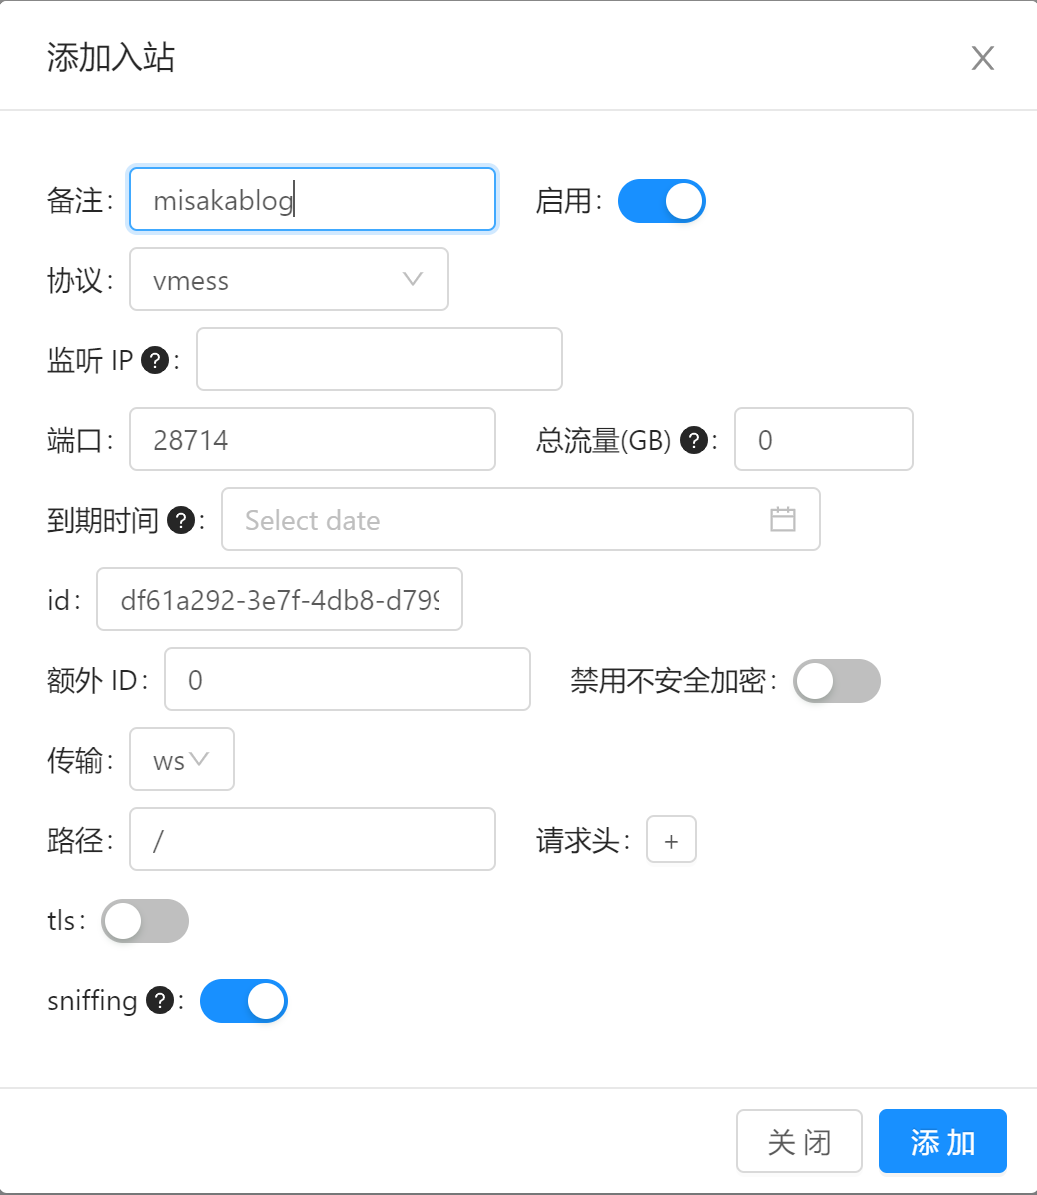 添加入站 X
备注: misakablog 启用:
协议: vmess
监听 IP ?:
端口: 28714 总流量(GB) ?: 0
到期时间 ?: Select date
id: df61a292-3e7f-4db8-d799
额外 ID: 0 禁用不安全加密:
传输: ws
路径: / 请求头: +
tls:
sniffing ?:
关 闭 添 加